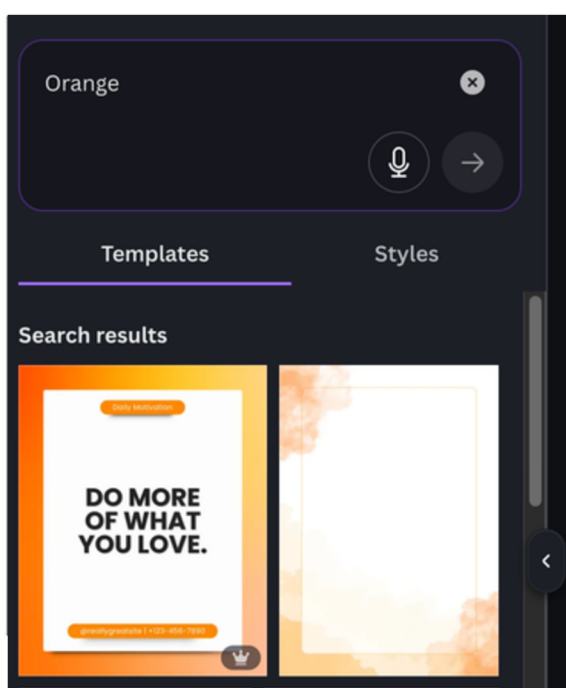 Orange
Templates
Styles
Search results
Daily Motivation
DO MORE
OF WHAT
YOU LOVE.
@reallygreatsite | +123-456-7890